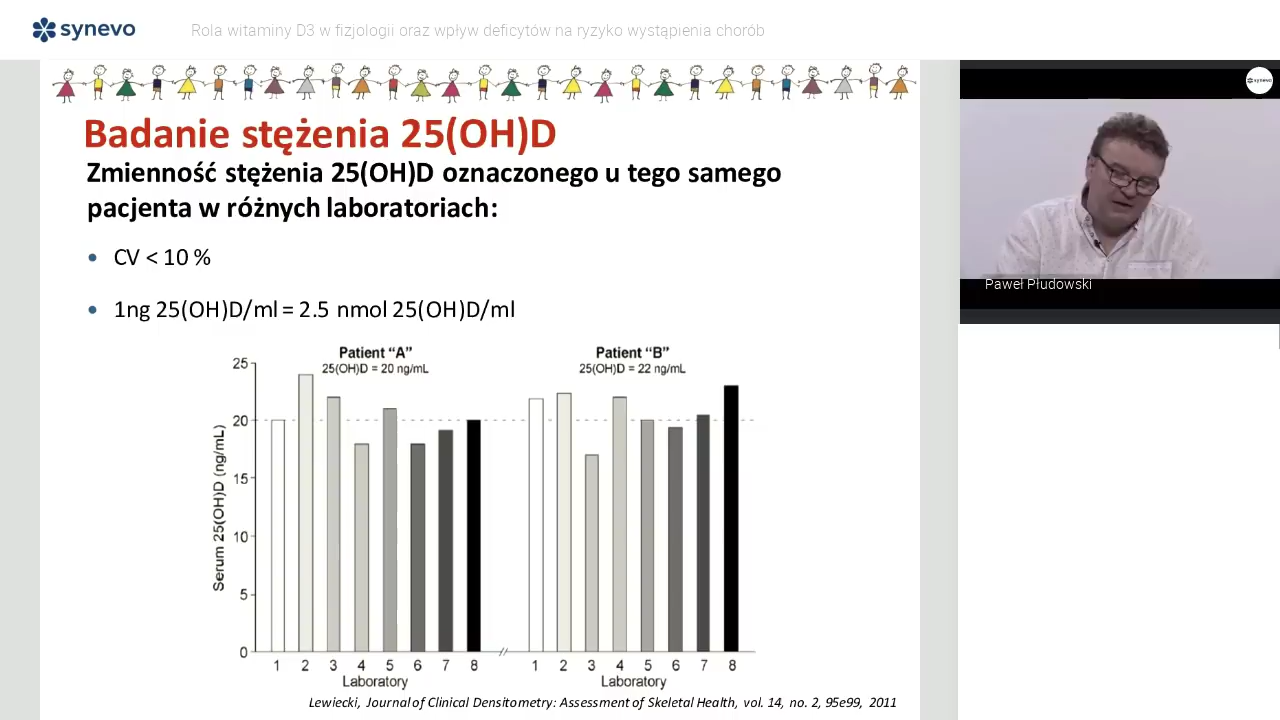 synevo
Rola witaminy D3 w fizjologii oraz wpływ deficytów na ryzyko wystąpienia chorób
synevo
Badanie stężenia 25(OH)D
Zmienność stężenia 25(OH)D oznaczonego u tego samego
pacjenta w różnych laboratoriach:
• CV < 10 %
• 1ng 25(OH)D/ml = 2.5 nmol 25(OH)D/ml
Paweł Płudowski
Patient “A”
25(OH)D = 20 ng/mL
Patient “B”
25(OH)D = 22 ng/mL
Serum 25(OH)D (ng/mL)
25
20
15
10
5
0
1 2 3 4 5 6 7 8
Laboratory
1 2 3 4 5 6 7 8
Laboratory
Lewiecki, Journal of Clinical Densitometry: Assessment of Skeletal Health, vol. 14, no. 2, 95e99, 2011